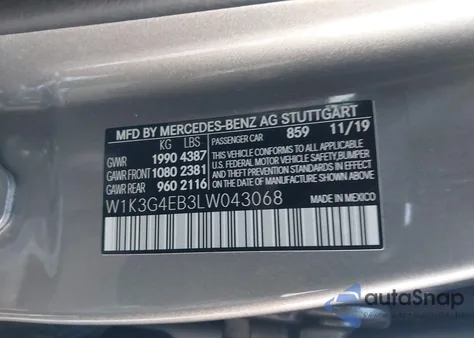 MFD BY MERCEDES-BENZ AG STUTTGART
KG LBS
GVWR 1990 4387
GAWR FRONT 1080 2381
GAWR REAR 960 2116
PASSENGER CAR 859 11/19
THIS VEHICLE CONFORMS TO ALL APPLICABLE
U.S. FEDERAL MOTOR VEHICLE SAFETY, BUMPER
AND THEFT PREVENTION STANDARDS
IN EFFECT ON THE DATE OF
MANUFACTURE SHOWN ABOVE.
W1K3G4EB3LW043068
MADE IN MEXICO
autoSnap